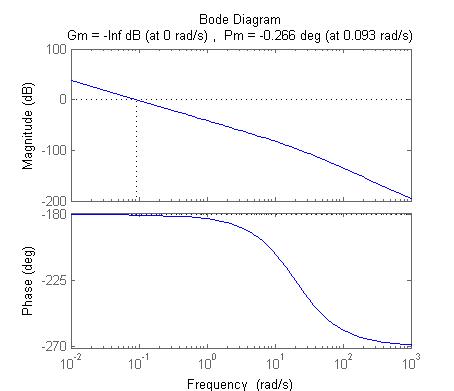 Bode Diagram
Gm = -Inf dB (at 0 rad/s) , Pm = -0.266 deg (at 0.093 rad/s)
Magnitude (dB)
100
0
-100
-200
Phase (deg)
-180
-225
-270
10^-2 10^-1 10^0 10^1 10^2 10^3
Frequency (rad/s)